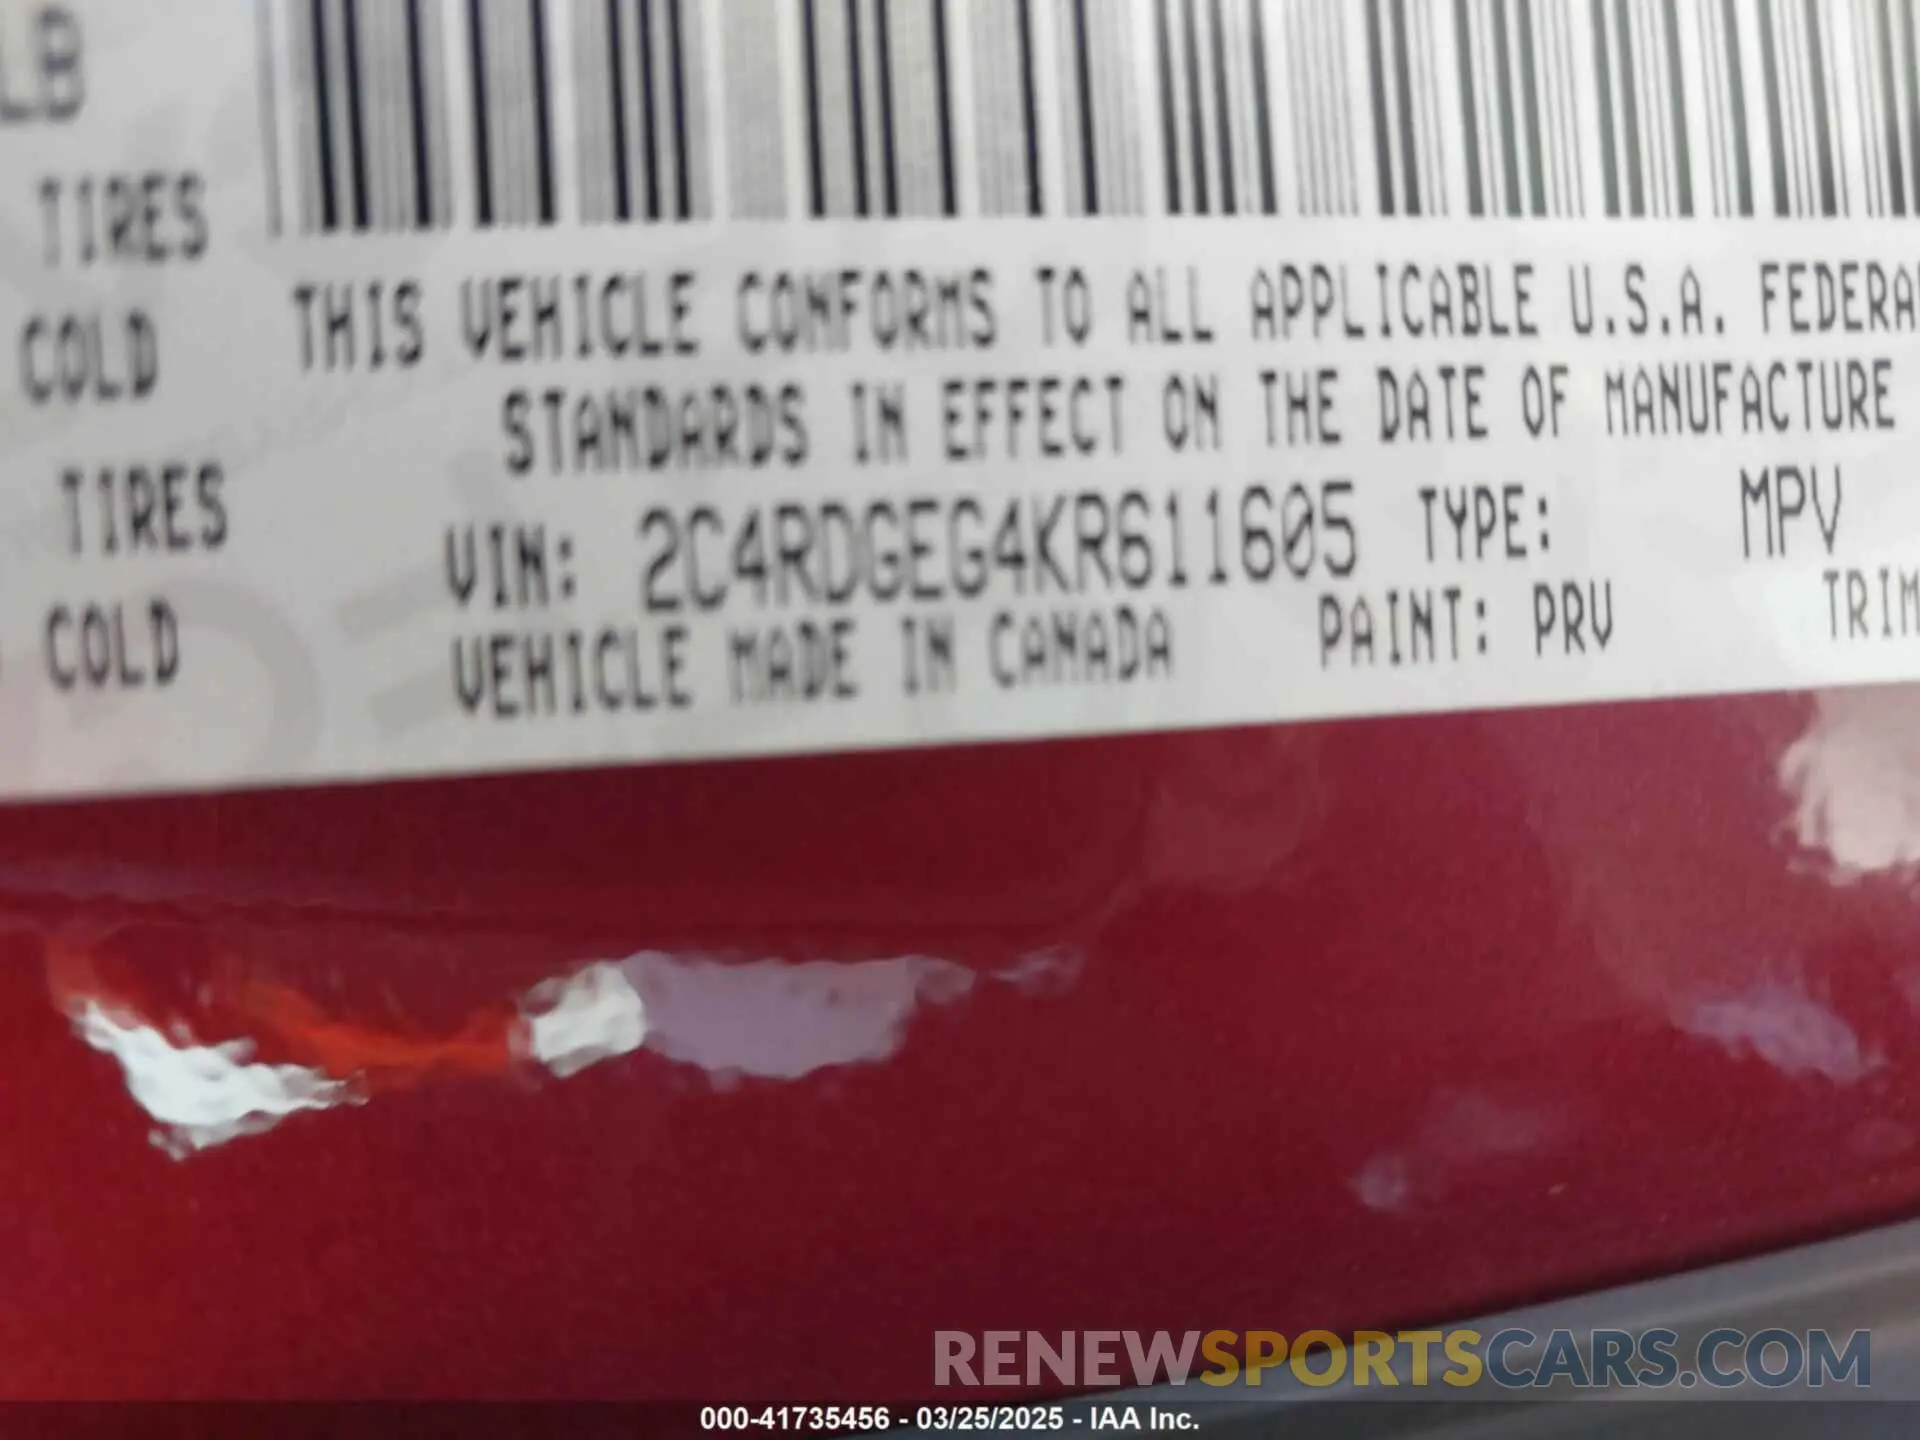 LB
TIRES
COLD
TIRES
COLD
THIS VEHICLE CONFORMS TO ALL APPLICABLE U.S.A. FEDERA
STANDARDS IN EFFECT ON THE DATE OF MANUFACTURE
VIN: 2C4RDGEG4KR611605 TYPE: MPV
VEHICLE MADE IN CANADA PAINT: PRV TRIM
RENEWSPORTSCARS.COM
000-41735456 - 03/25/2025 - IAA Inc.